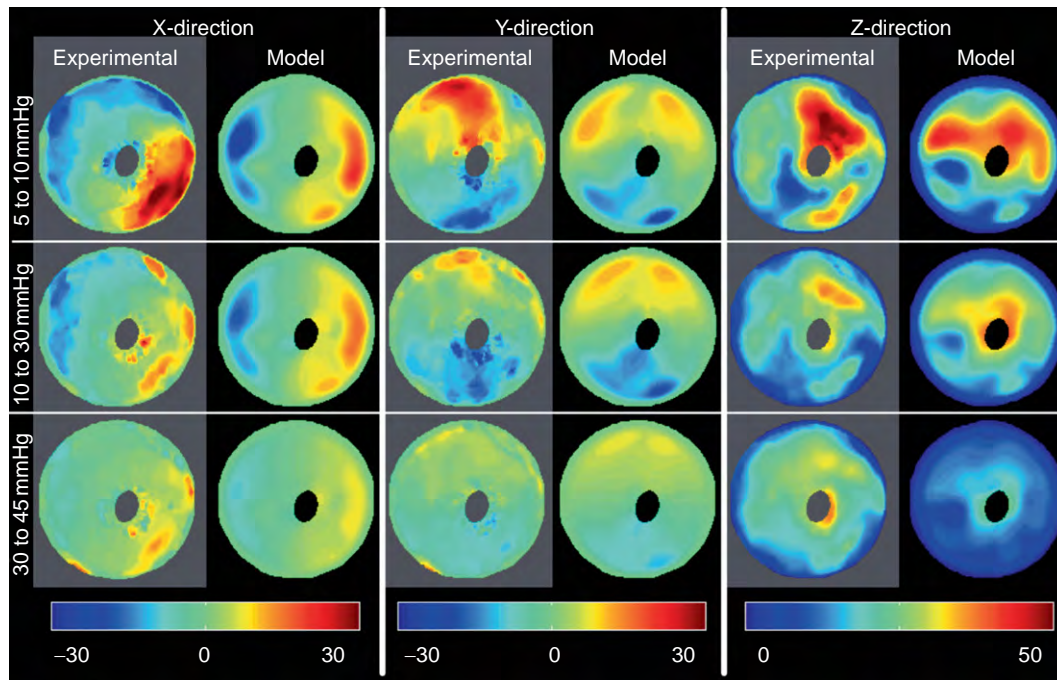 X-direction Y-direction Z-direction
Experimental Model Experimental Model Experimental Model
5 to 10 mmHg
10 to 30 mmHg
30 to 45 mmHg
−30 0 30 −30 0 30 0 50